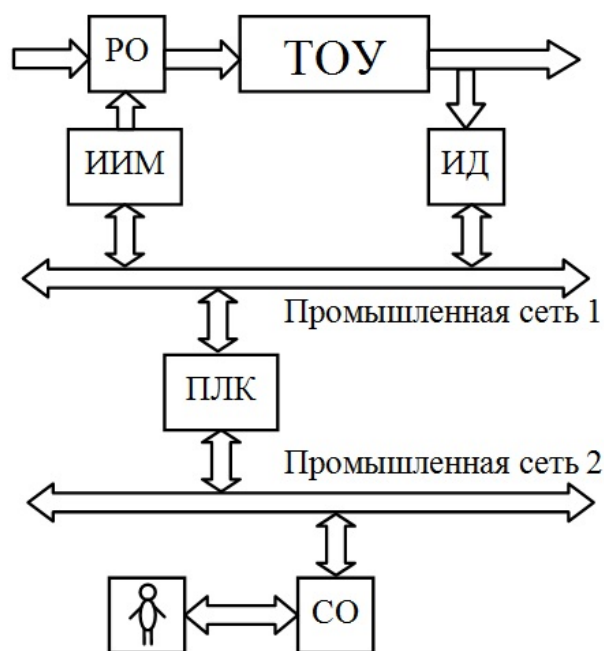 РО
ТОУ
ИИМ
ИД
Промышленная сеть 1
ПЛК
Промышленная сеть 2
СО